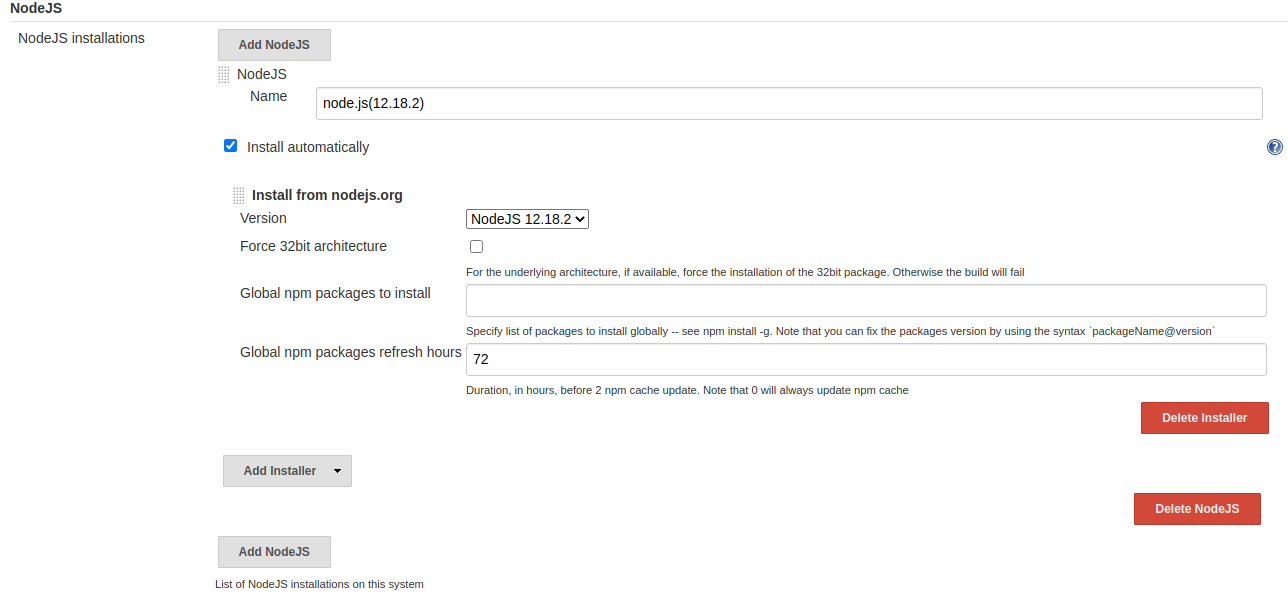 NodeJS
NodeJS installations
Add NodeJS
NodeJS
Name
node.js(12.18.2)
Install automatically
?
Install from nodejs.org
Version
NodeJS 12.18.2
Force 32bit architecture
For the underlying architecture, if available, force the installation of the 32bit package. Otherwise the build will fail
Global npm packages to install
Specify list of packages to install globally -- see npm install -g. Note that you can fix the packages version by using the syntax `packageName@version`
Global npm packages refresh hours
72
Duration, in hours, before 2 npm cache update. Note that 0 will always update npm cache
Delete Installer
Add Installer
Delete NodeJS
Add NodeJS
List of NodeJS installations on this system